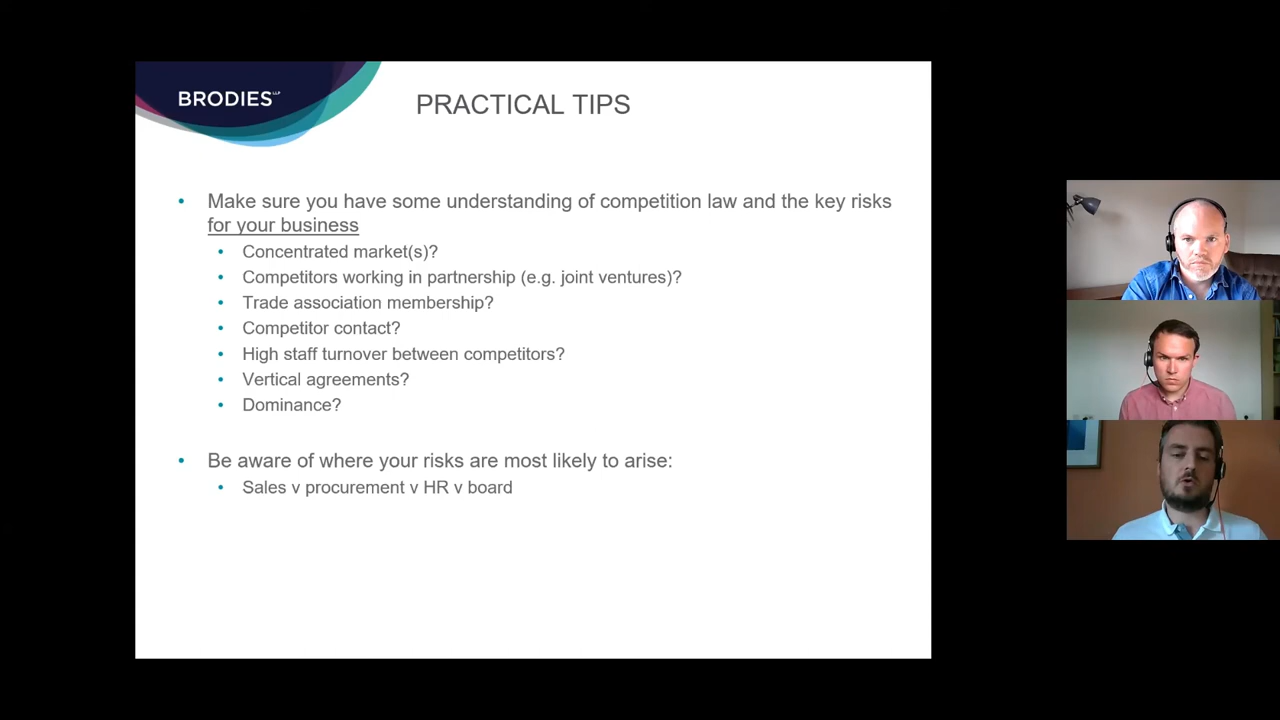 BRODIES LLP
PRACTICAL TIPS
• Make sure you have some understanding of competition law and the key risks
for your business
• Concentrated market(s)?
• Competitors working in partnership (e.g. joint ventures)?
• Trade association membership?
• Competitor contact?
• High staff turnover between competitors?
• Vertical agreements?
• Dominance?
• Be aware of where your risks are most likely to arise:
• Sales v procurement v HR v board